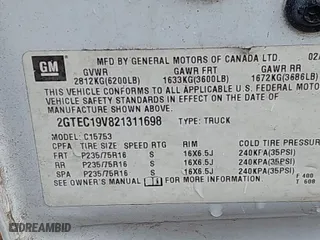 GM
MFD BY GENERAL MOTORS OF CANADA LTD. 02/
GVWR GAWR FRT GAWR RR
2812KG(6200LB) 1633KG(3600LB) 1672KG(3686LB)
THIS VEHICLE CONFORMS TO ALL APPLICABLE U.S. FEDERAL MOTOR
VEHICLE SAFETY STANDARDS IN EFFECT ON THE DATE OF
MANUFACTURE SHOWN ABOVE.
2GTEC19V821311698 TYPE: TRUCK
MODEL: C15753
CPFA TIRE SIZE SPEED RTG RIM COLD TIRE PRESSURE
FRT P235/75R16 S 16X6.5J 240KPA(35PSI)
RR P235/75R16 S 16X6.5J 240KPA(35PSI)
SPA P235/75R16 S 16X6.5J 240KPA(35PSI)
SEE OWNER'S MANUAL FOR MORE INFORMATION. F 400
T 608
DREAMBID